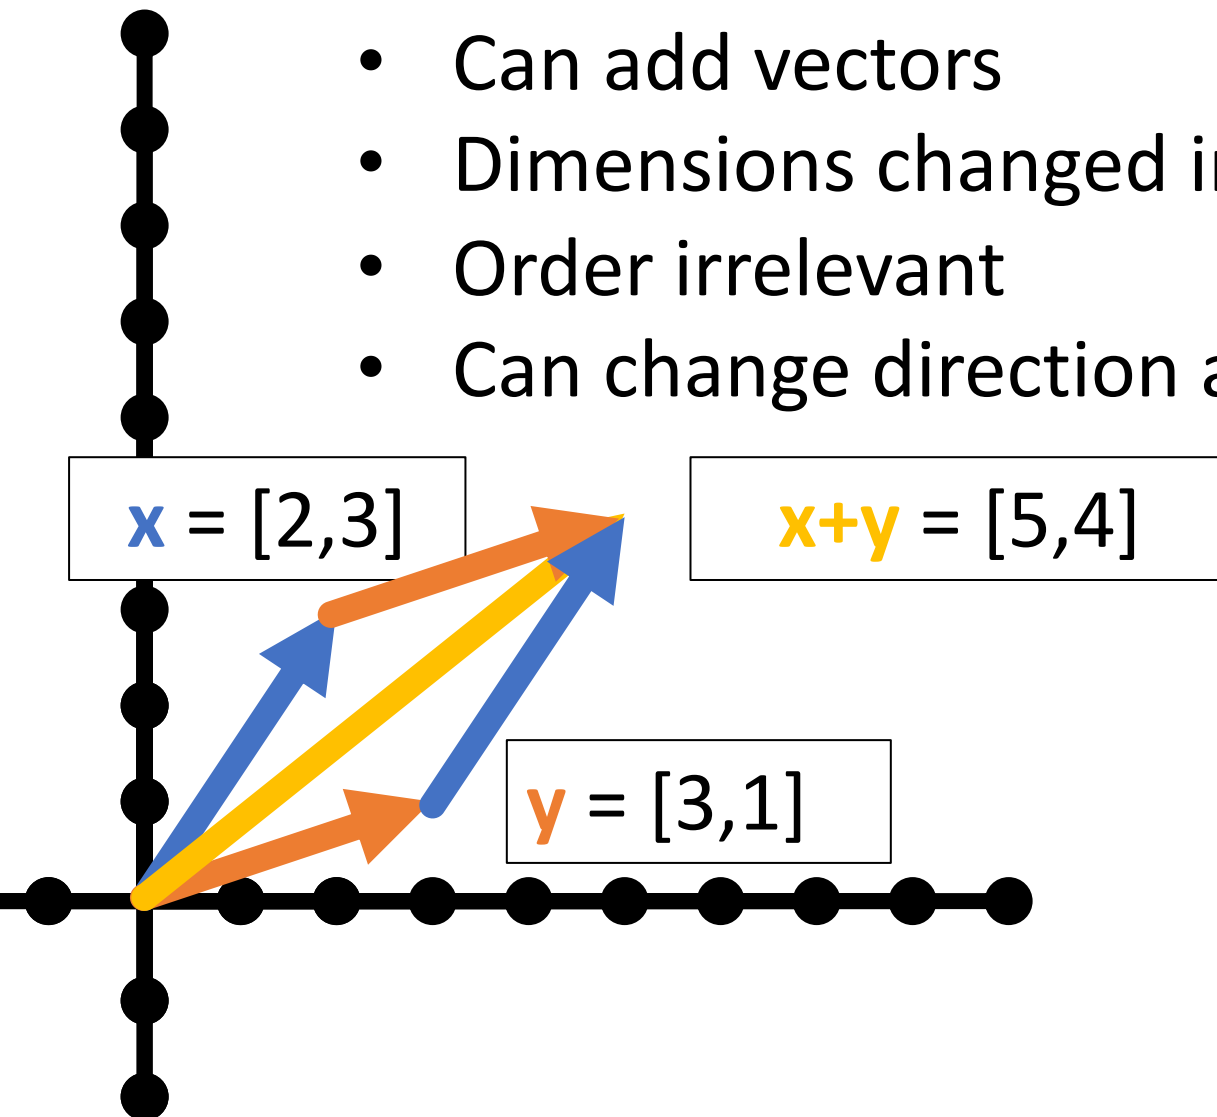 • Can add vectors
• Dimensions changed
• Order irrelevant
• Can change direction
x = [2,3]
x+y = [5,4]
y = [3,1]